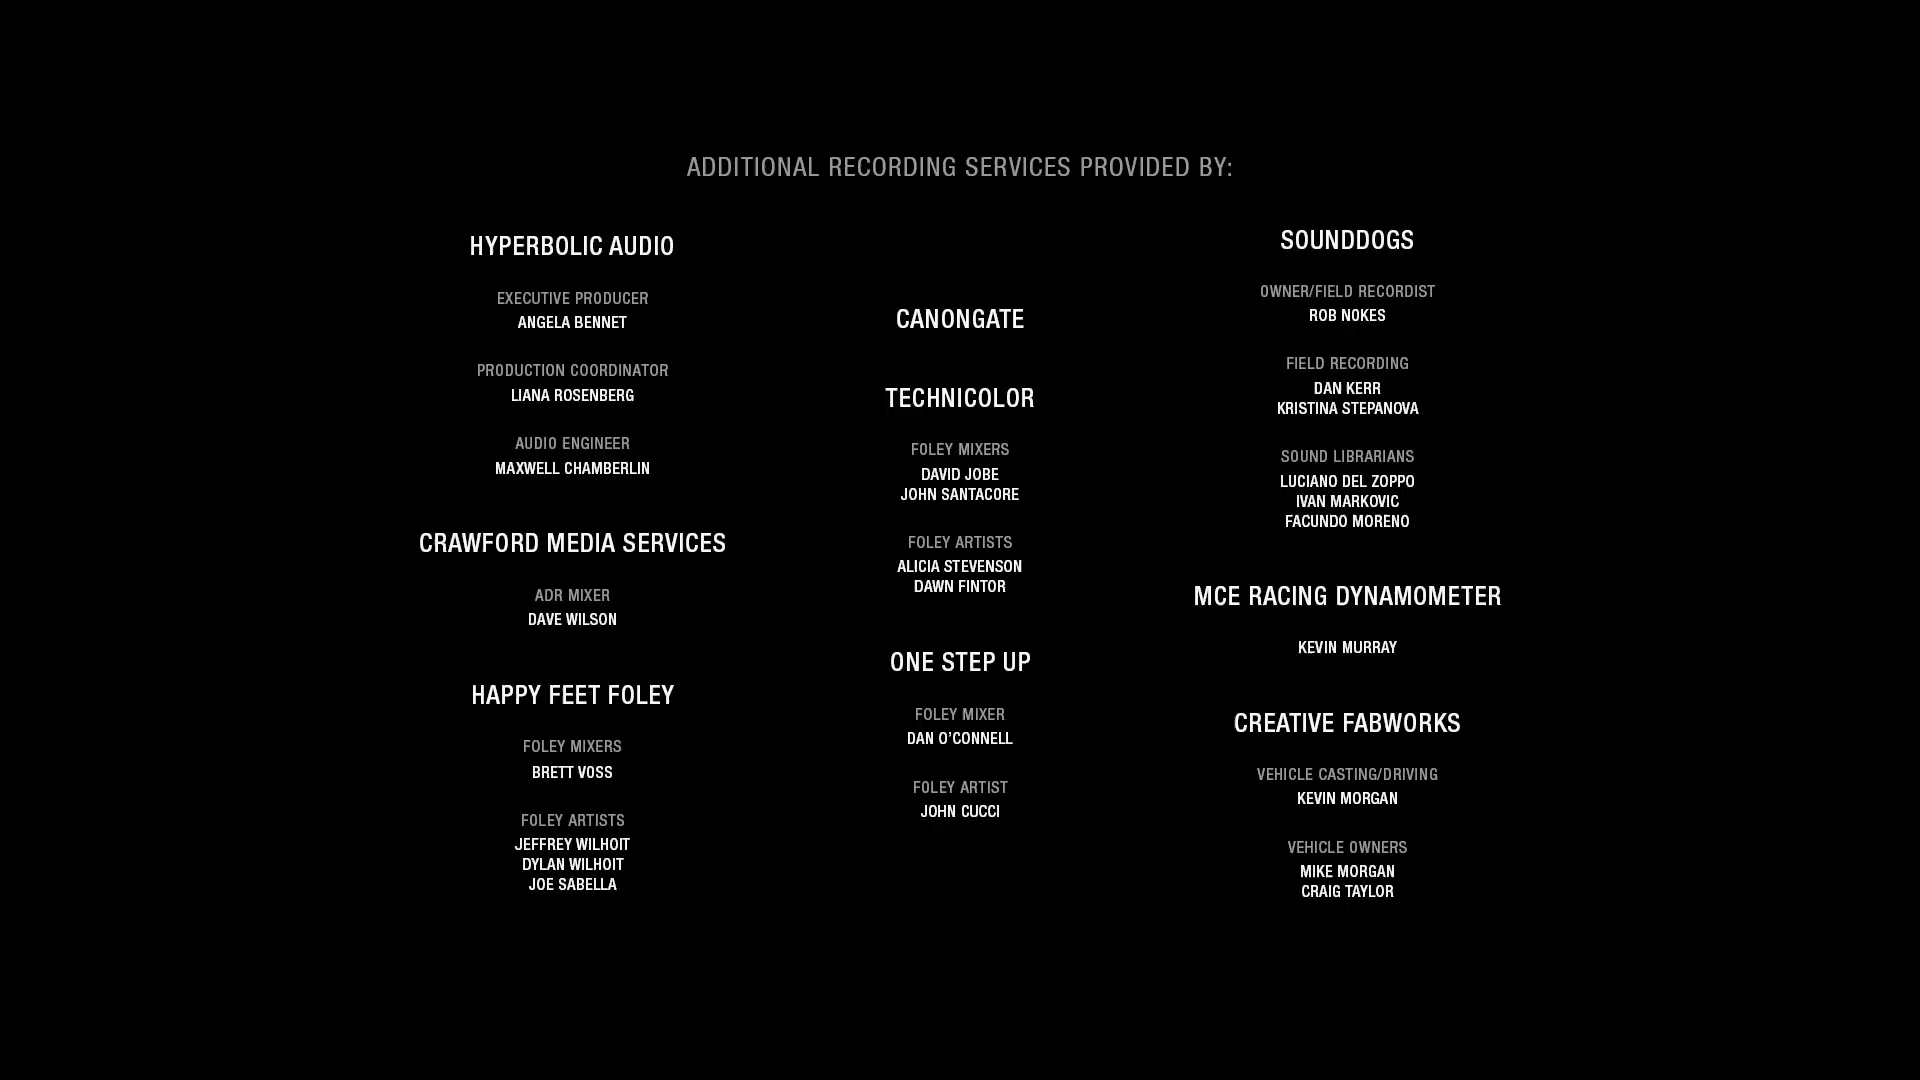 ADDITIONAL RECORDING SERVICES PROVIDED BY:
HYPERBOLIC AUDIO
EXECUTIVE PRODUCER
ANGELA BENNET
PRODUCTION COORDINATOR
LIANA ROSENBERG
AUDIO ENGINEER
MAXWELL CHAMBERLIN
CRAWFORD MEDIA SERVICES
ADR MIXER
DAVE WILSON
HAPPY FEET FOLEY
FOLEY MIXERS
BRETT VOSS
FOLEY ARTISTS
JEFFREY WILHOIT
DYLAN WILHOIT
JOE SABELLA
CANONGATE
TECHNICOLOR
FOLEY MIXERS
DAVID JOBE
JOHN SANTACORE
FOLEY ARTISTS
ALICIA STEVENSON
DAWN FINTOR
ONE STEP UP
FOLEY MIXER
DAN O'CONNELL
FOLEY ARTIST
JOHN CUCCI
SOUNDDOGS
OWNER/FIELD RECORDIST
ROB NOKES
FIELD RECORDING
DAN KERR
KRISTINA STEPANOVA
SOUND LIBRARIANS
LUCIANO DEL ZOPPO
IVAN MARKOVIC
FACUNDO MORENO
MCE RACING DYNAMOMETER
KEVIN MURRAY
CREATIVE FABWORKS
VEHICLE CASTING/DRIVING
KEVIN MORGAN
VEHICLE OWNERS
MIKE MORGAN
CRAIG TAYLOR